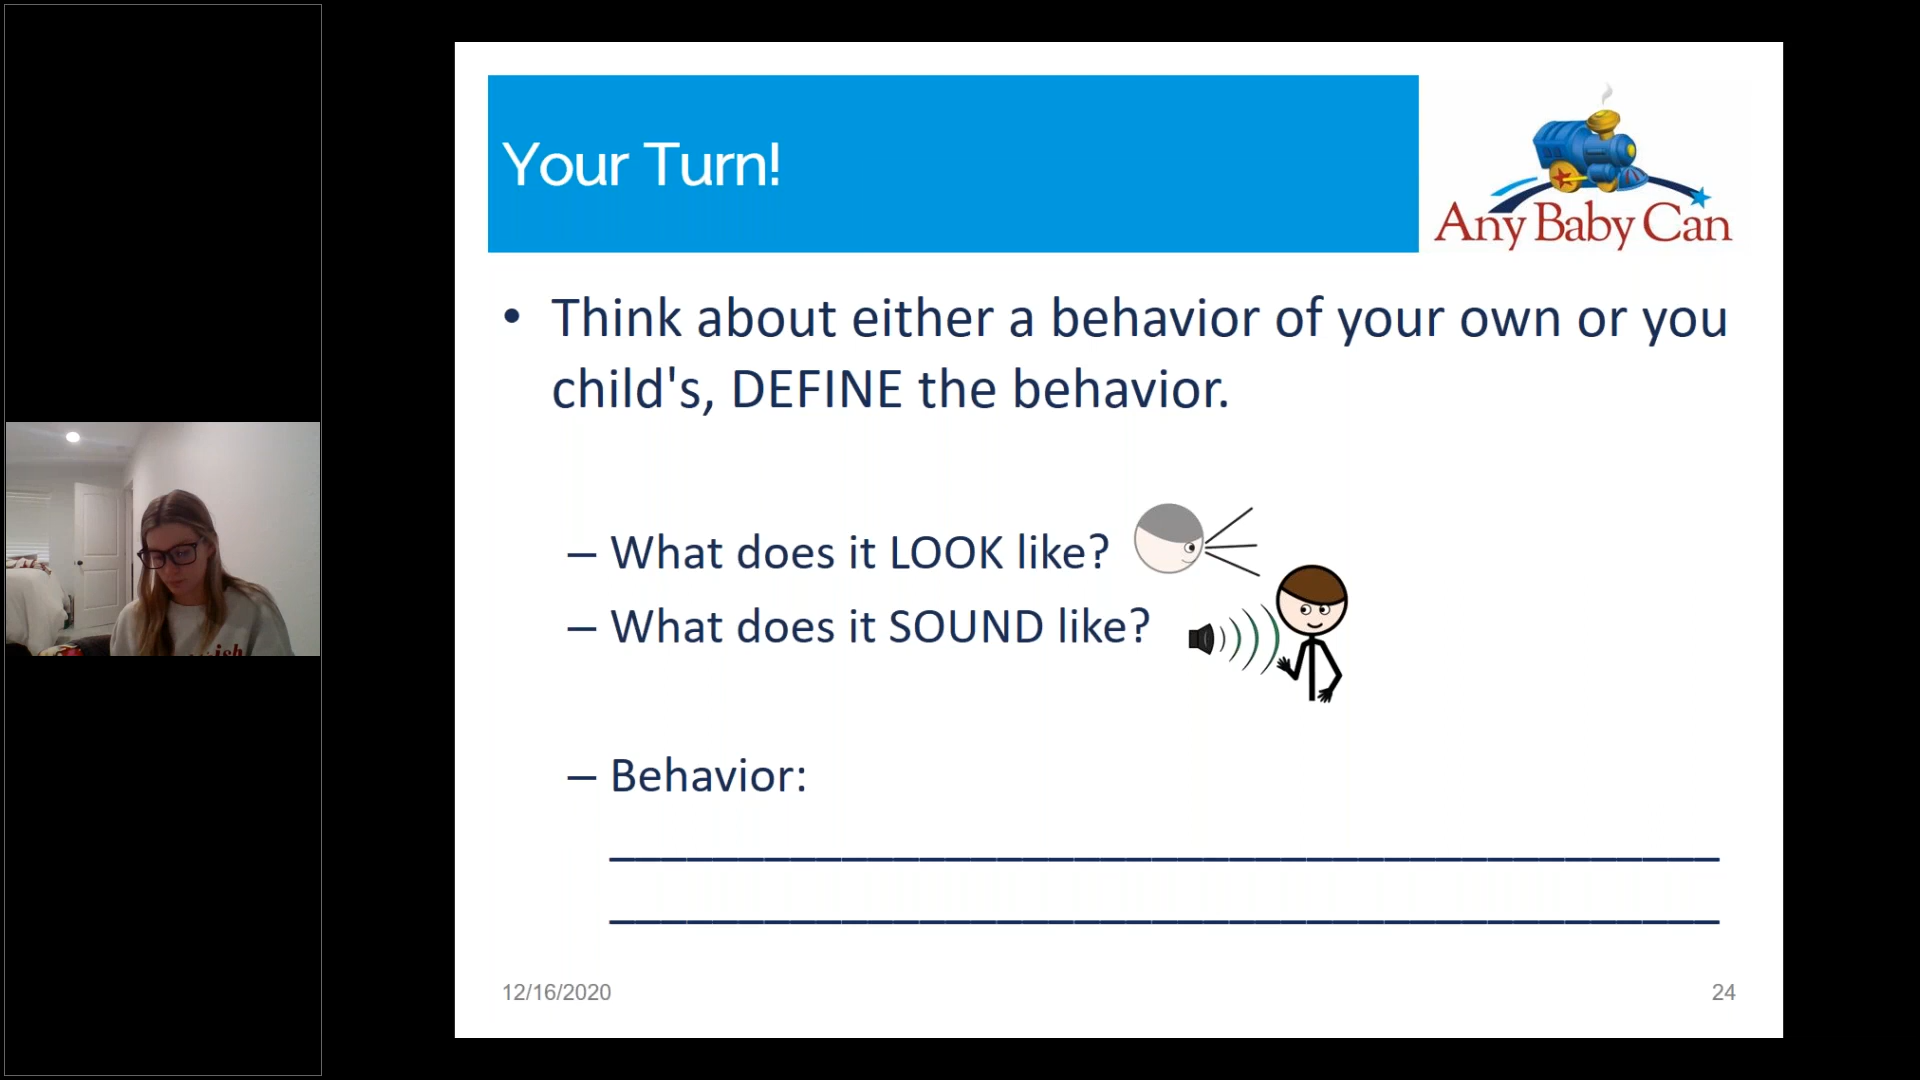 Your Turn!
Any Baby Can
• Think about either a behavior of your own or you
child's, DEFINE the behavior.
– What does it LOOK like?
– What does it SOUND like?
– Behavior:
12/16/2020
24
ish